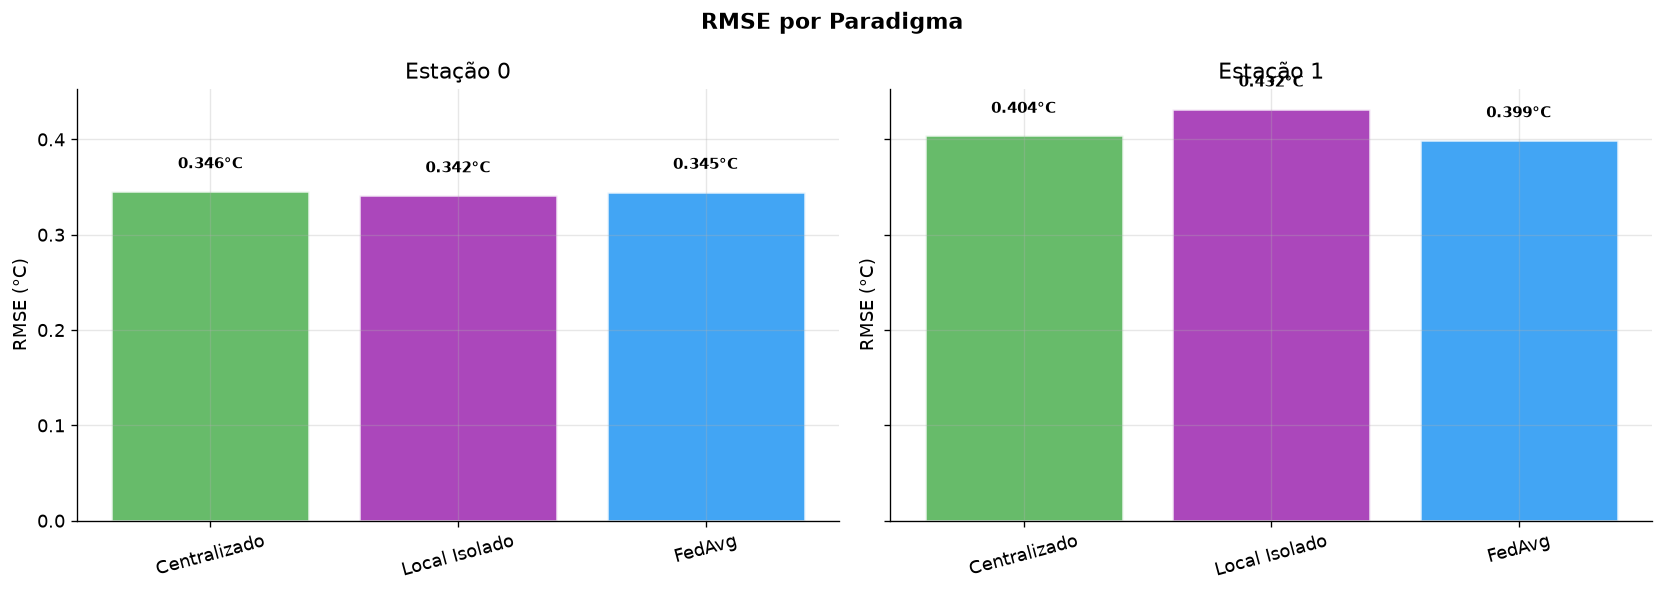 RMSE por Paradigma
Estação 0
RMSE (°C)
0.4
0.3
0.2
0.1
0.0
0.346°C
0.342°C
0.345°C
Centralizado
Local Isolado
FedAvg
Estação 1
RMSE (°C)
0.404°C
0.432°C
0.399°C
Centralizado
Local Isolado
FedAvg